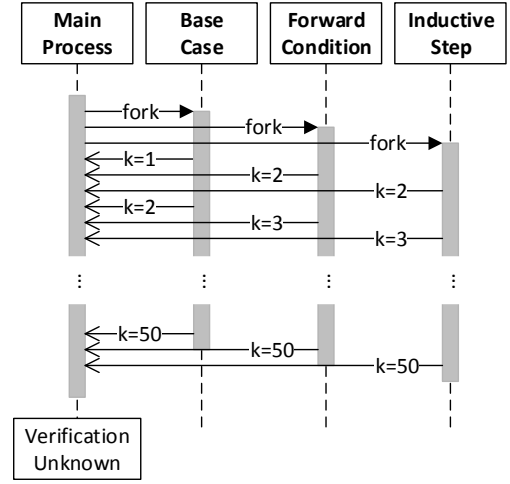 Main
Process
Base
Case
Forward
Condition
Inductive
Step
fork
fork
fork
k=1
k=2
k=2
k=2
k=3
k=3
...
...
...
...
k=50
k=50
k=50
Verification
Unknown